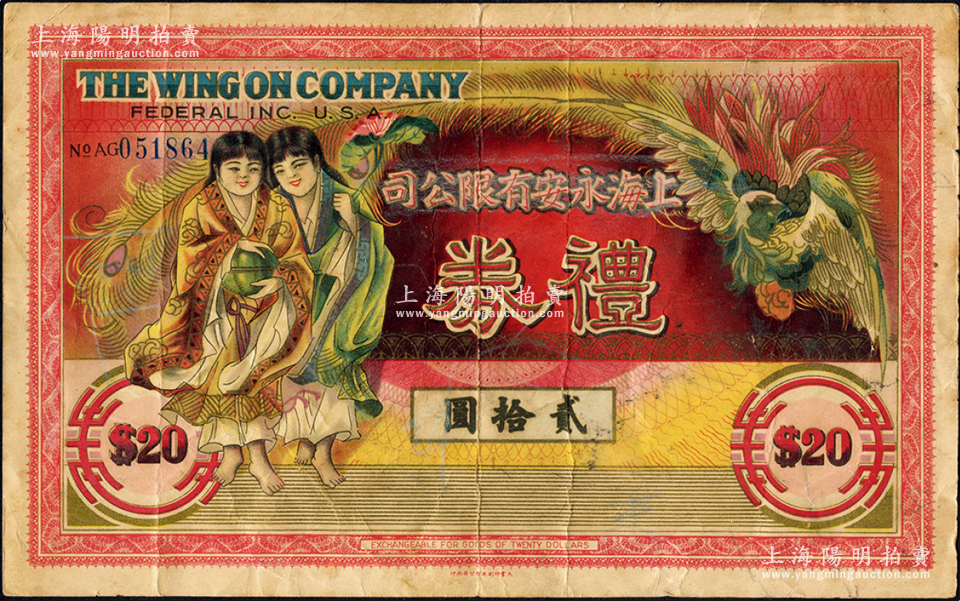 上海陽明拍賣
www.yangmingauction.com
THE WING ON COMPANY
FEDERAL INC. U.S.A.
No AG051864
司公限有安永海上
券禮
上海陽明拍賣
www.yangmingauction.com
圓拾貳
$20
$20
EXCHANGEABLE FOR GOODS OF TWENTY DOLLARS
上海陽明拍賣
www.yangmingauction.com